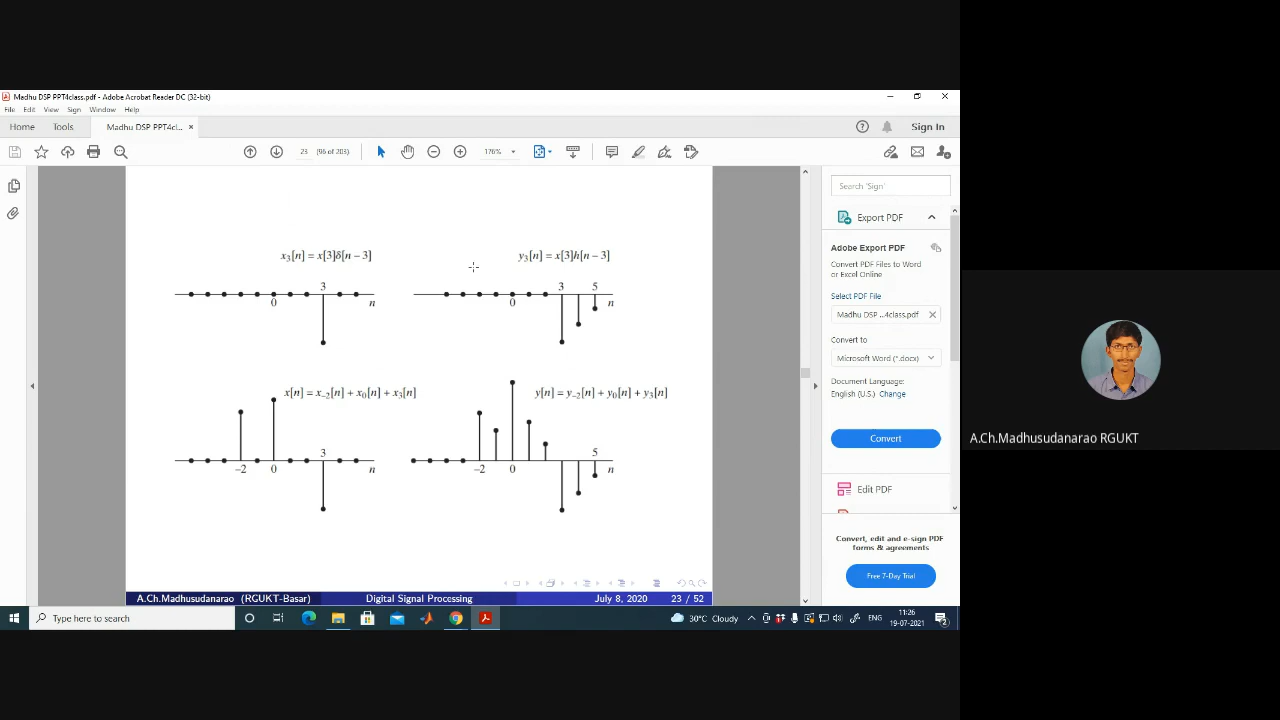 Madhu DSP PPT4class.pdf - Adobe Acrobat Reader DC (32-bit)
File Edit View Sign Window Help
Home Tools Madhu DSP PPT4cl... × Sign In
23 (96 of 203) 176%
x₃[n] = x[3]δ[n − 3]
3
0
n
y₃[n] = x[3]h[n − 3]
3 5
0
n
x[n] = x₋₂[n] + x₀[n] + x₃[n]
3
−2 0
n
y[n] = y₋₂[n] + y₀[n] + y₃[n]
5
−2 0
n
A.Ch.Madhusudanarao (RGUKT-Basar) Digital Signal Processing July 8, 2020 23 / 52
Search 'Sign'
Export PDF
Adobe Export PDF
Convert PDF Files to Word
or Excel Online
Select PDF File
Madhu DSP ...4class.pdf
Convert to
Microsoft Word (*.docx)
Document Language:
English (U.S.) Change
Convert
Edit PDF
Convert, edit and e-sign PDF
forms & agreements
Free 7-Day Trial
Type here to search
30°C Cloudy
ENG
11:26
19-07-2021
2
A.Ch.Madhusudanarao RGUKT